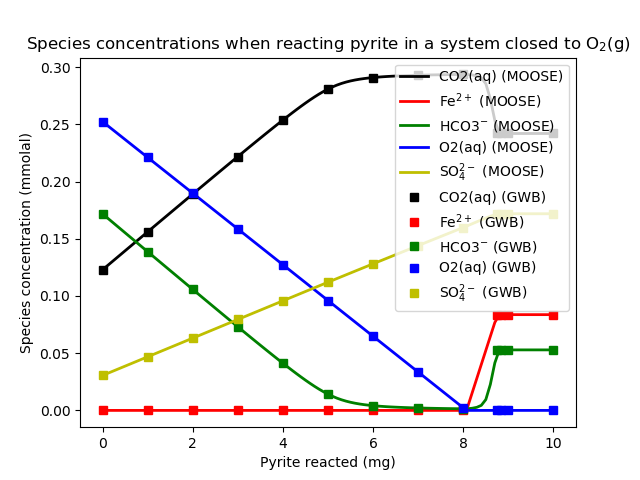 Species concentrations when reacting pyrite in a system closed to O₂(g)
Species concentration (mmolal)
0.30
0.25
0.20
0.15
0.10
0.05
0.00
CO2(aq) (MOOSE)
Fe²⁺ (MOOSE)
HCO3⁻ (MOOSE)
O2(aq) (MOOSE)
SO₄²⁻ (MOOSE)
CO2(aq) (GWB)
Fe²⁺ (GWB)
HCO3⁻ (GWB)
O2(aq) (GWB)
SO₄²⁻ (GWB)
0 2 4 6 8 10
Pyrite reacted (mg)